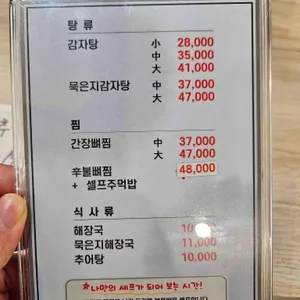 탕 류
감자탕 小 28,000
中 35,000
大 41,000
묵은지감자탕 中 37,000
大 47,000
찜
간장뼈찜 中 37,000
大 47,000
辛불뼈찜 48,000
+ 셀프주먹밥
식 사 류
해장국
묵은지해장국 11,000
추어탕 10,000
★나만의 셰프가 되어 보는 시간!